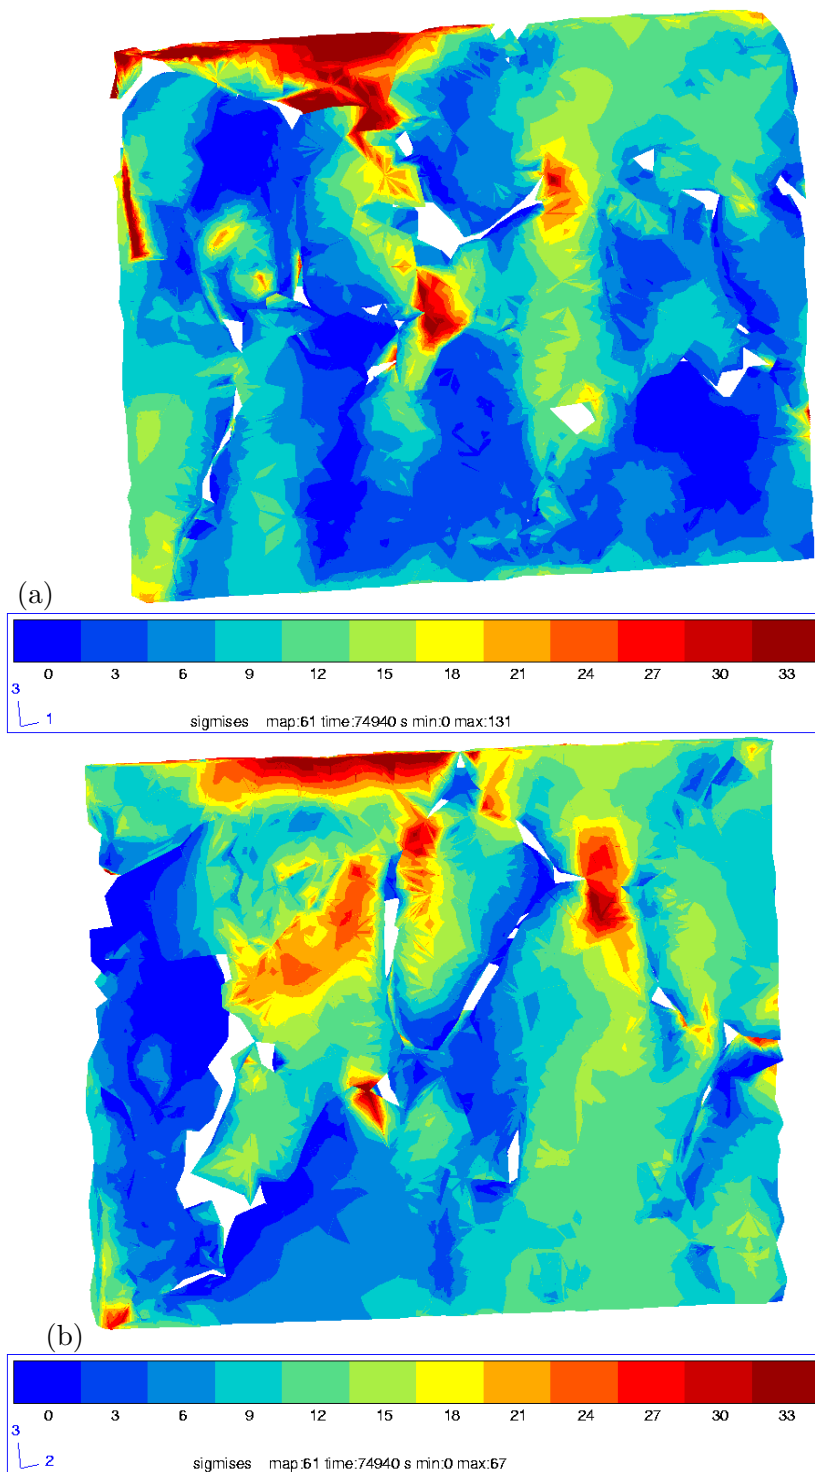 (a)
0 3 6 9 12 15 18 21 24 27 30 33
3
1
sigmises map:61 time:74940 s min:0 max:131
(b)
0 3 6 9 12 15 18 21 24 27 30 33
3
2
sigmises map:61 time:74940 s min:0 max:67